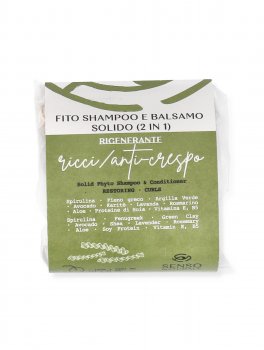 FITO SHAMPOO E BALSAMO
SOLIDO (2 IN 1)
RIGENERANTE
ricci/anti-crespo
Solid Phyto Shampoo & Conditioner
RESTORING · CURLS
Spirulina · Fieno greco · Argilla Verde
· Avocado · Karitè · Lavanda · Rosmarino
· Aloe · Proteine di Soia · Vitamina E, B5
Spirulina · Fenugreek · Green Clay
· Avocado · Shea · Lavender · Rosemary
· Aloe · Soy Protein · Vitamin E, B5
SENSO